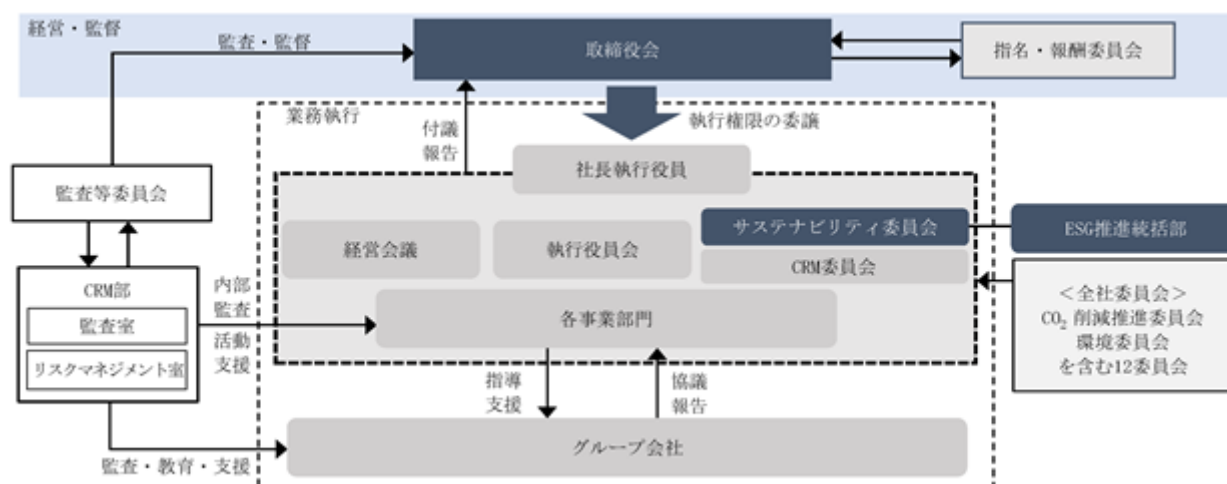 経営・監督
監査・監督
取締役会
指名・報酬委員会
業務執行
付議
報告
執行権限の委譲
社長執行役員
監査等委員会
経営会議
執行役員会
サステナビリティ委員会
ESG推進統括部
CRM委員会
CRM部
監査室
リスクマネジメント室
内部
監査
活動
支援
各事業部門
＜全社委員会＞
CO₂ 削減推進委員会
環境委員会
を含む12委員会
指導
支援
協議
報告
グループ会社
監査・教育・支援